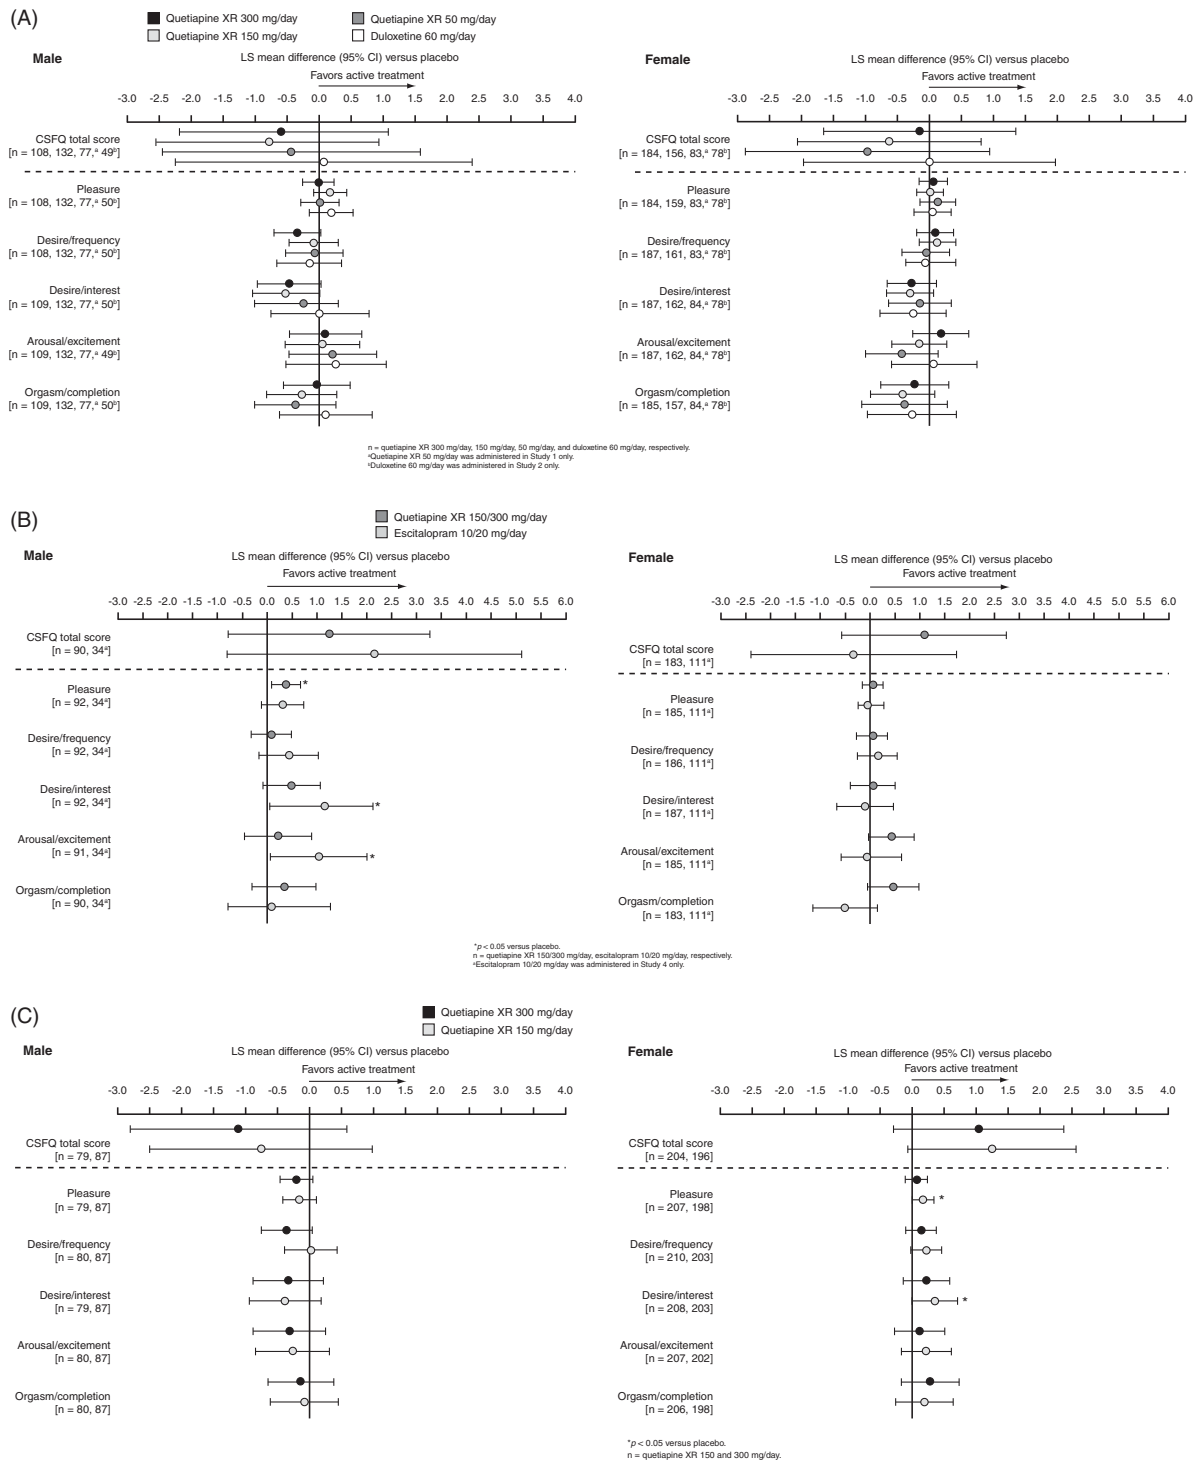 (A)
Quetiapine XR 300 mg/day
Quetiapine XR 50 mg/day
Quetiapine XR 150 mg/day
Duloxetine 60 mg/day
Male
LS mean difference (95% CI) versus placebo
Favors active treatment
-3.0 -2.5 -2.0 -1.5 -1.0 -0.5 0.0 0.5 1.0 1.5 2.0 2.5 3.0 3.5 4.0
CSFQ total score
[n = 108, 132, 77,ᵃ 49ᵇ]
Pleasure
[n = 108, 132, 77,ᵃ 50ᵇ]
Desire/frequency
[n = 108, 132, 77,ᵃ 50ᵇ]
Desire/interest
[n = 109, 132, 77,ᵃ 50ᵇ]
Arousal/excitement
[n = 109, 132, 77,ᵃ 49ᵇ]
Orgasm/completion
[n = 109, 132, 77,ᵃ 50ᵇ]
Female
LS mean difference (95% CI) versus placebo
Favors active treatment
-3.0 -2.5 -2.0 -1.5 -1.0 -0.5 0.0 0.5 1.0 1.5 2.0 2.5 3.0 3.5 4.0
CSFQ total score
[n = 184, 156, 83,ᵃ 78ᵇ]
Pleasure
[n = 184, 159, 83,ᵃ 78ᵇ]
Desire/frequency
[n = 187, 161, 83,ᵃ 78ᵇ]
Desire/interest
[n = 187, 162, 84,ᵃ 78ᵇ]
Arousal/excitement
[n = 187, 162, 84,ᵃ 78ᵇ]
Orgasm/completion
[n = 185, 157, 84,ᵃ 78ᵇ]
n = quetiapine XR 300 mg/day, 150 mg/day, 50 mg/day, and duloxetine 60 mg/day, respectively.
ᵃQuetiapine XR 50 mg/day was administered in Study 1 only.
ᵇDuloxetine 60 mg/day was administered in Study 2 only.
(B)
Quetiapine XR 150/300 mg/day
Escitalopram 10/20 mg/day
Male
LS mean difference (95% CI) versus placebo
Favors active treatment
-3.0 -2.5 -2.0 -1.5 -1.0 -0.5 0.0 0.5 1.0 1.5 2.0 2.5 3.0 3.5 4.0 4.5 5.0 6.0
CSFQ total score
[n = 90, 34ᵃ]
Pleasure
[n = 92, 34ᵃ]
*
Desire/frequency
[n = 92, 34ᵃ]
Desire/interest
[n = 92, 34ᵃ]
*
Arousal/excitement
[n = 91, 34ᵃ]
*
Orgasm/completion
[n = 90, 34ᵃ]
Female
LS mean difference (95% CI) versus placebo
Favors active treatment
-3.0 -2.5 -2.0 -1.5 -1.0 -0.5 0.0 0.5 1.0 1.5 2.0 2.5 3.0 3.5 4.0 4.5 5.0 6.0
CSFQ total score
[n = 183, 111ᵃ]
Pleasure
[n = 185, 111ᵃ]
Desire/frequency
[n = 186, 111ᵃ]
Desire/interest
[n = 187, 111ᵃ]
Arousal/excitement
[n = 185, 111ᵃ]
Orgasm/completion
[n = 183, 111ᵃ]
*p < 0.05 versus placebo.
n = quetiapine XR 150/300 mg/day, escitalopram 10/20 mg/day, respectively.
ᵃEscitalopram 10/20 mg/day was administered in Study 4 only.
(C)
Quetiapine XR 300 mg/day
Quetiapine XR 150 mg/day
Male
LS mean difference (95% CI) versus placebo
Favors active treatment
-3.0 -2.5 -2.0 -1.5 -1.0 -0.5 0.0 0.5 1.0 1.5 2.0 2.5 3.0 3.5 4.0
CSFQ total score
[n = 79, 87]
Pleasure
[n = 79, 87]
Desire/frequency
[n = 80, 87]
Desire/interest
[n = 79, 87]
Arousal/excitement
[n = 80, 87]
Orgasm/completion
[n = 80, 87]
Female
LS mean difference (95% CI) versus placebo
Favors active treatment
-3.0 -2.5 -2.0 -1.5 -1.0 -0.5 0.0 0.5 1.0 1.5 2.0 2.5 3.0 3.5 4.0
CSFQ total score
[n = 204, 196]
Pleasure
[n = 207, 198]
*
Desire/frequency
[n = 210, 203]
Desire/interest
[n = 208, 203]
*
Arousal/excitement
[n = 207, 202]
Orgasm/completion
[n = 206, 198]
*p < 0.05 versus placebo.
n = quetiapine XR 150 and 300 mg/day.